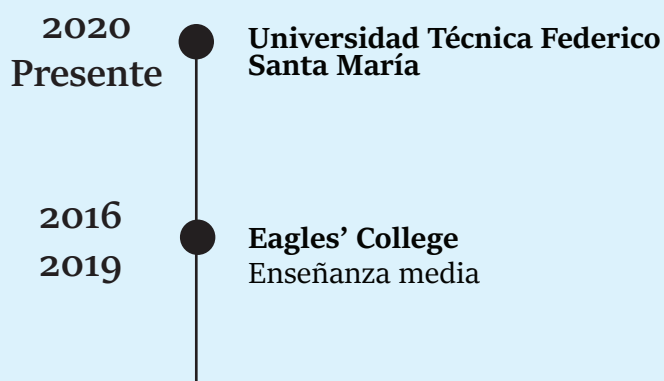 2020
Presente
Universidad Técnica Federico
Santa María
2016
2019
Eagles’ College
Enseñanza media